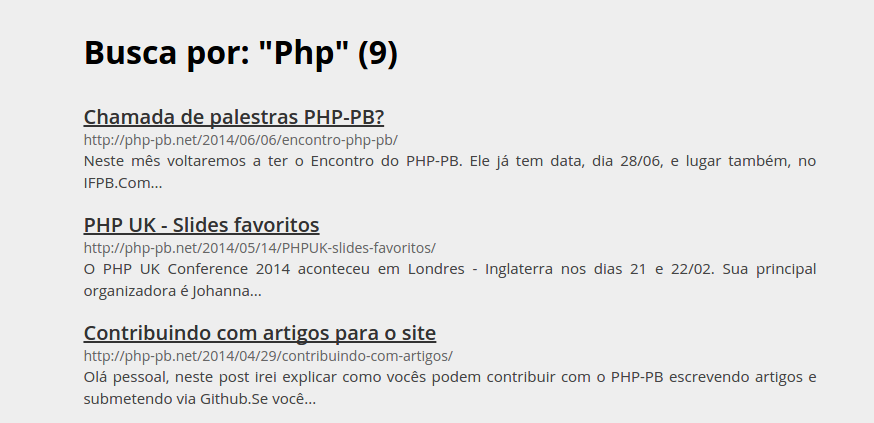 Busca por: "Php" (9)
Chamada de palestras PHP-PB?
http://php-pb.net/2014/06/06/encontro-php-pb/
Neste mês voltaremos a ter o Encontro do PHP-PB. Ele já tem data, dia 28/06, e lugar também, no
IFPB.Com...
PHP UK - Slides favoritos
http://php-pb.net/2014/05/14/PHPUK-slides-favoritos/
O PHP UK Conference 2014 aconteceu em Londres - Inglaterra nos dias 21 e 22/02. Sua principal
organizadora é Johanna...
Contribuindo com artigos para o site
http://php-pb.net/2014/04/29/contribuindo-com-artigos/
Olá pessoal, neste post irei explicar como vocês podem contribuir com o PHP-PB escrevendo artigos e
submetendo via Github.Se você...